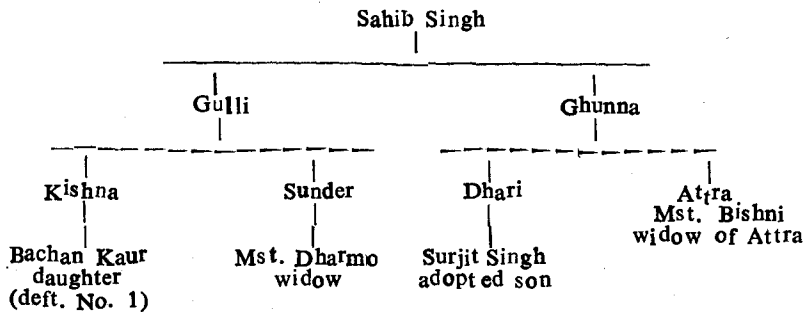 Sahib Singh
Gulli Ghunna
Kishna Sunder Dhari Attra
Mst. Bishni
widow of Attra
Bachan Kaur
daughter
(deft. No. 1)
Mst. Dharmo
widow
Surjit Singh
adopted son